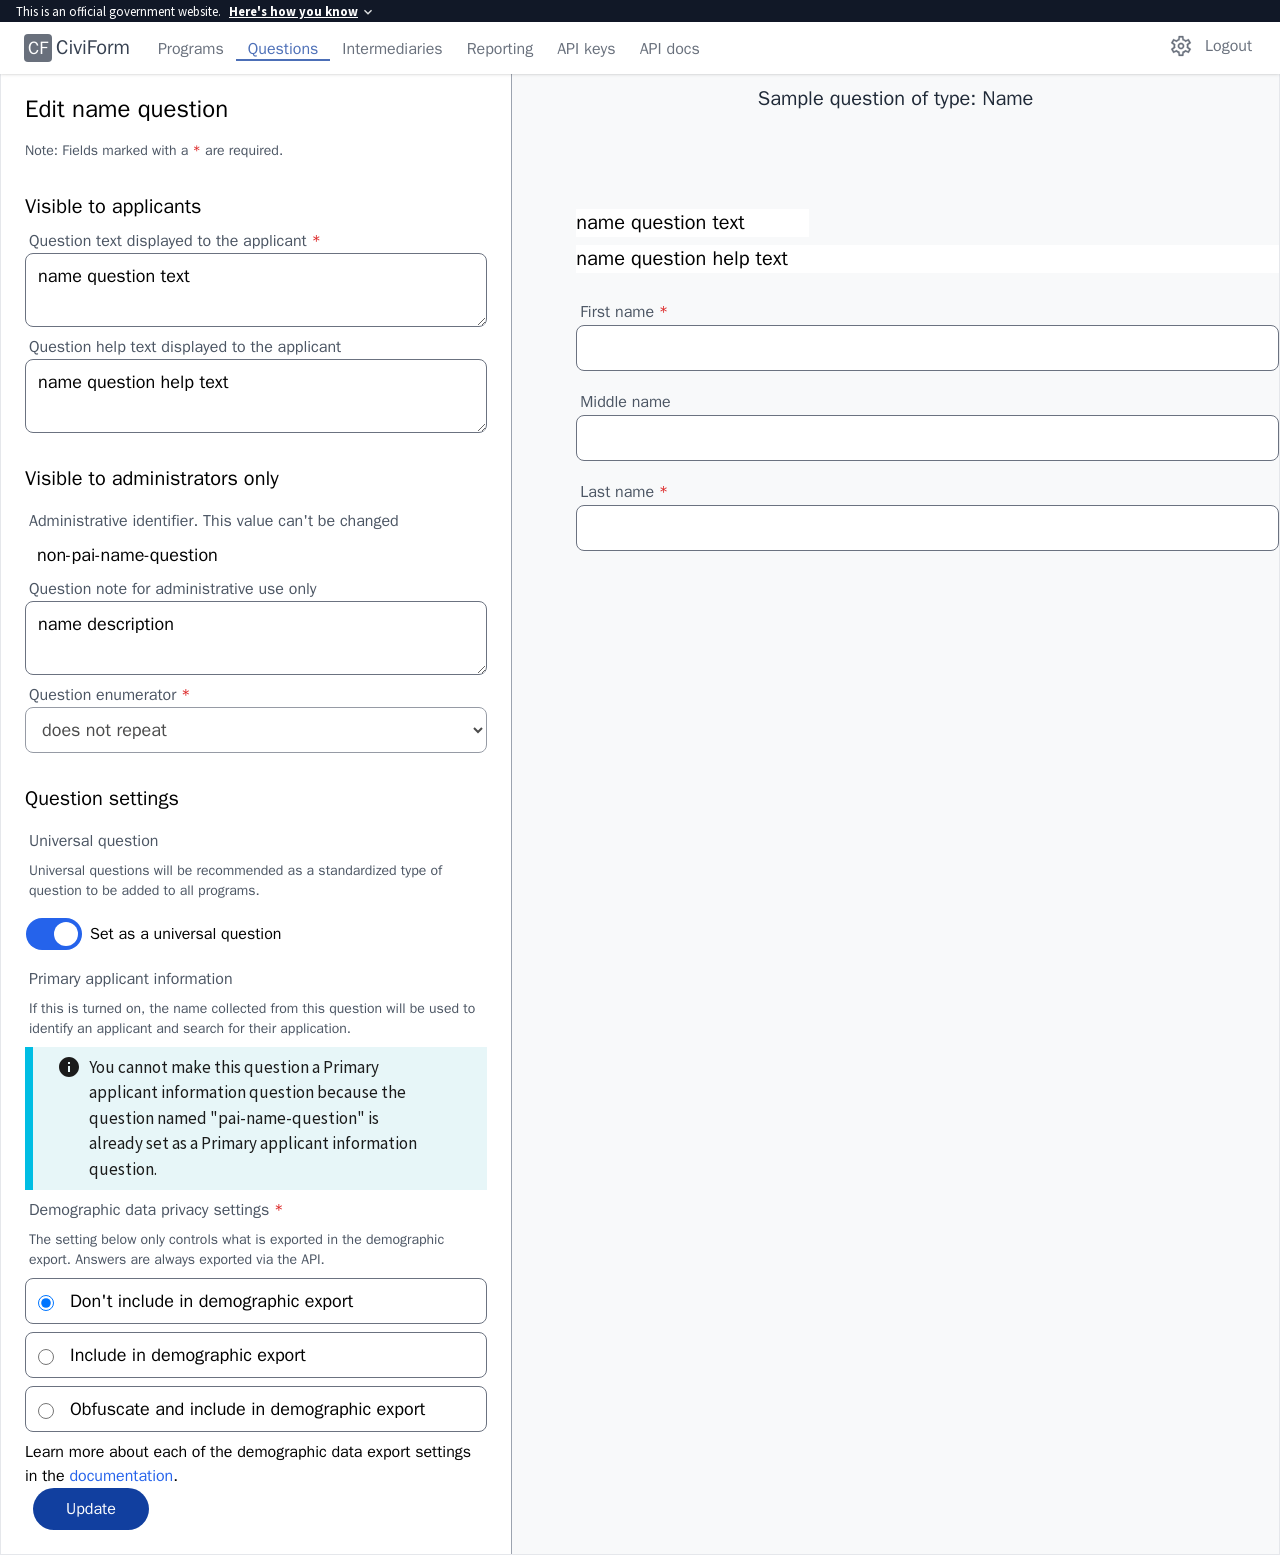 This is an official government website. Here's how you know
CF CiviForm Programs Questions Intermediaries Reporting API keys API docs Logout
Edit name question
Note: Fields marked with a * are required.
Visible to applicants
Question text displayed to the applicant *
name question text
Question help text displayed to the applicant
name question help text
Visible to administrators only
Administrative identifier. This value can't be changed
non-pai-name-question
Question note for administrative use only
name description
Question enumerator *
does not repeat
Question settings
Universal question
Universal questions will be recommended as a standardized type of
question to be added to all programs.
Set as a universal question
Primary applicant information
If this is turned on, the name collected from this question will be used to
identify an applicant and search for their application.
You cannot make this question a Primary
applicant information question because the
question named "pai-name-question" is
already set as a Primary applicant information
question.
Demographic data privacy settings *
The setting below only controls what is exported in the demographic
export. Answers are always exported via the API.
Don't include in demographic export
Include in demographic export
Obfuscate and include in demographic export
Learn more about each of the demographic data export settings
in the documentation.
Update
Sample question of type: Name
name question text
name question help text
First name *
Middle name
Last name *